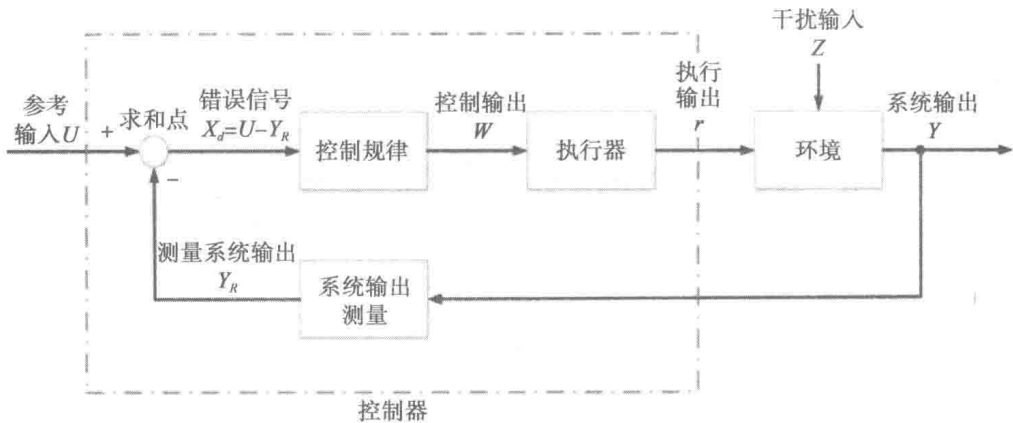 干扰输入
Z
参考
输入U
+
求和点
错误信号
X_d=U−Y_R
控制规律
控制输出
W
执行器
执行
输出
r
环境
系统输出
Y
−
测量系统输出
Y_R
系统输出
测量
控制器